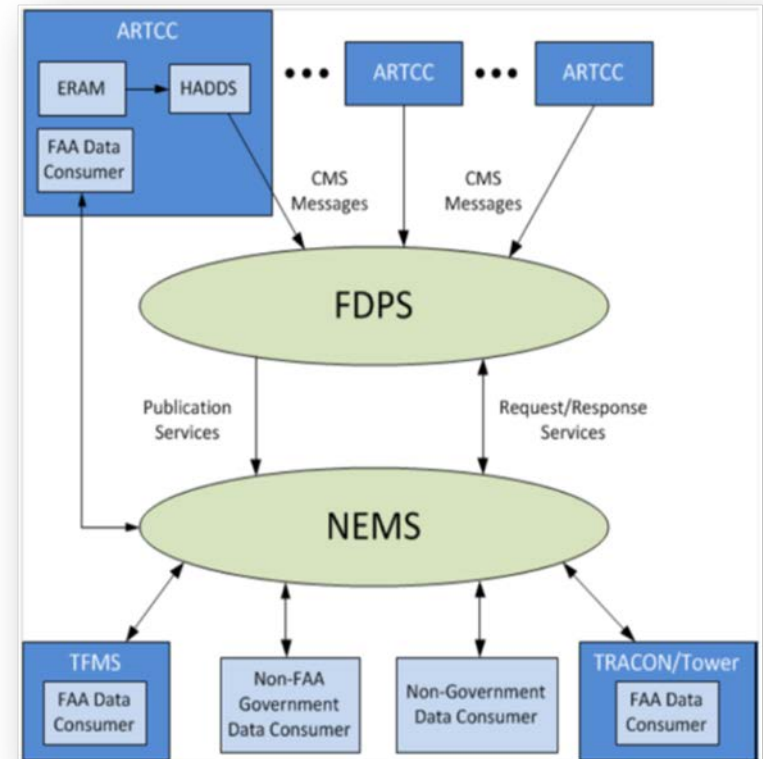 ARTCC
ERAM
HADDS
FAA Data
Consumer
ARTCC
ARTCC
CMS
Messages
CMS
Messages
FDPS
Publication
Services
Request/Response
Services
NEMS
TFMS
FAA Data
Consumer
Non-FAA
Government
Data Consumer
Non-Government
Data Consumer
TRACON/Tower
FAA Data
Consumer